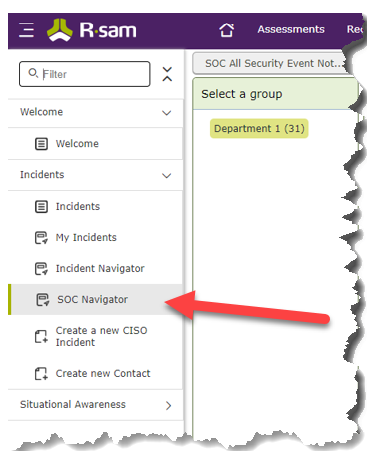 R·sam
Assessments
Filter
Welcome
Welcome
Incidents
Incidents
My Incidents
Incident Navigator
SOC Navigator
Create a new CISO
Incident
Create new Contact
Situational Awareness
SOC All Security Event Not...
Select a group
Department 1 (31)